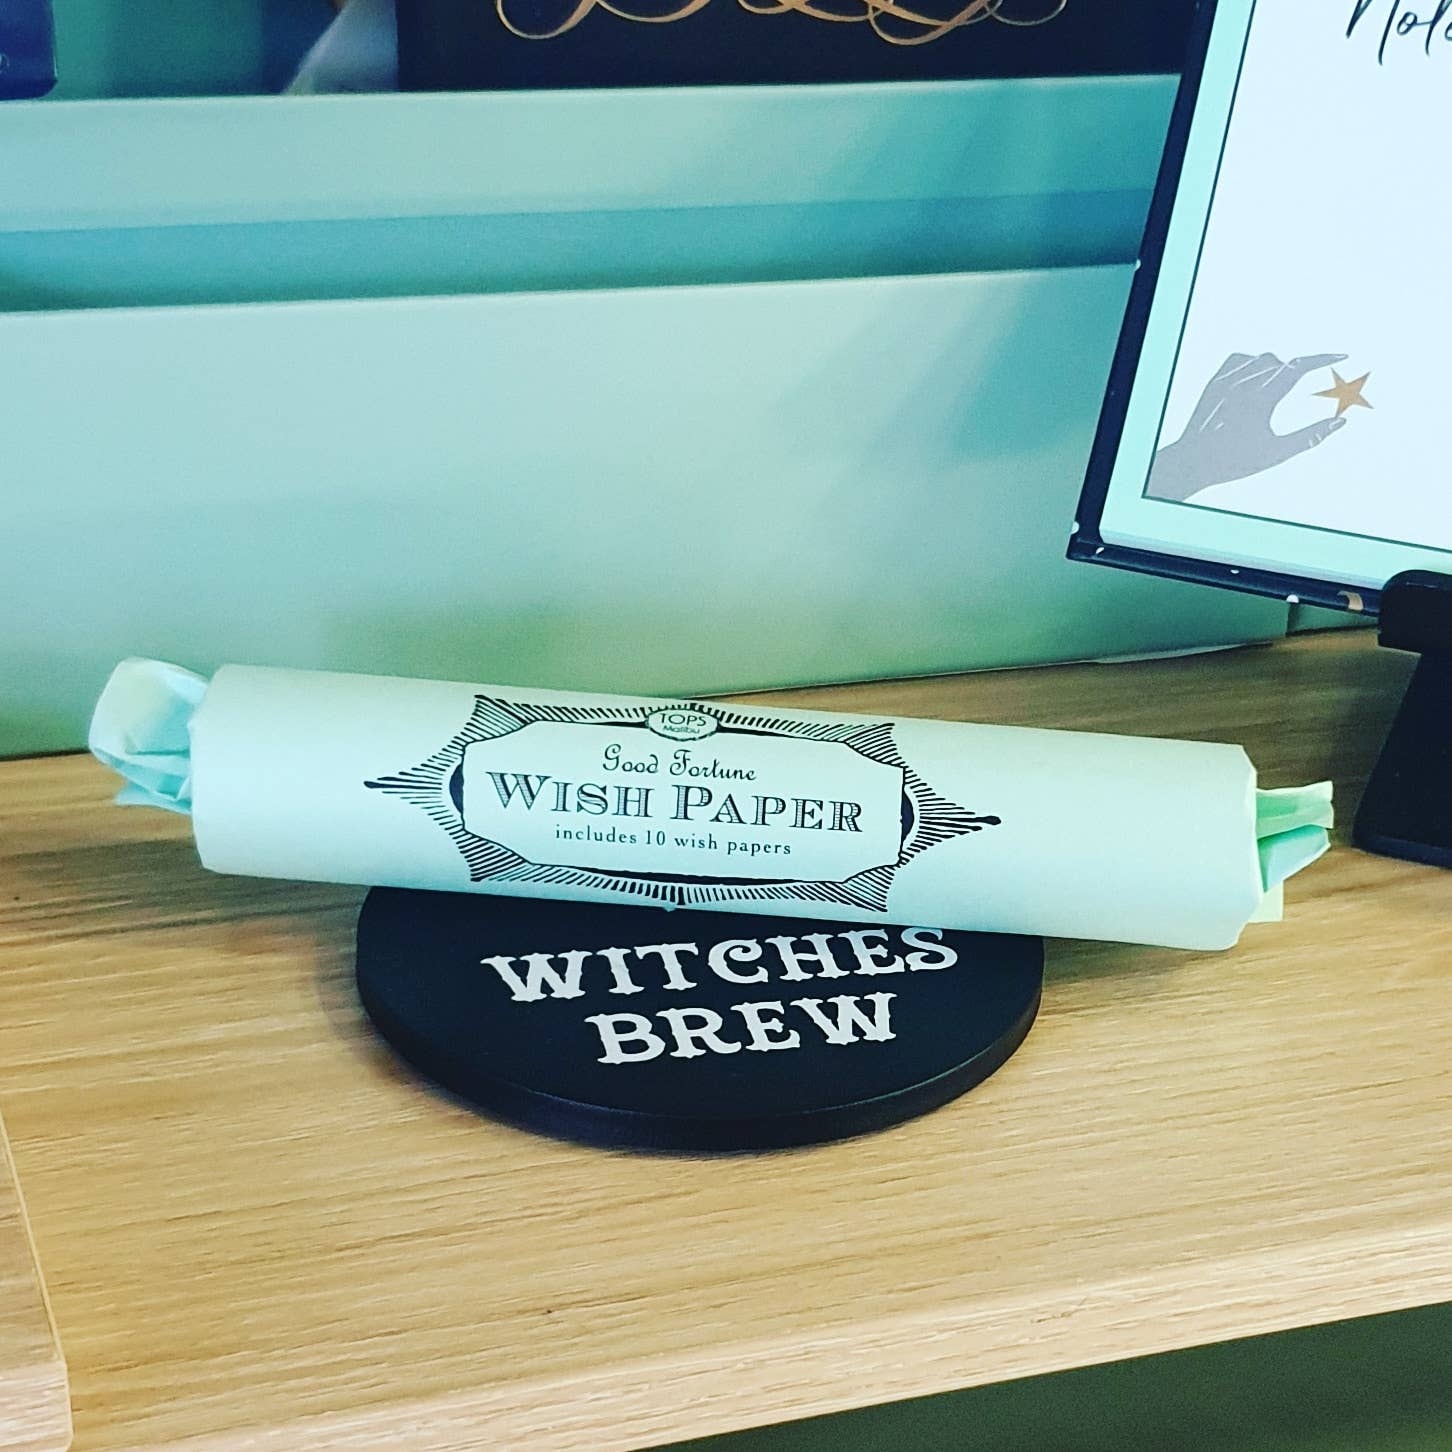 TOPS
Malibu
Good Fortune
WISH PAPER
includes 10 wish papers
WITCHES
BREW